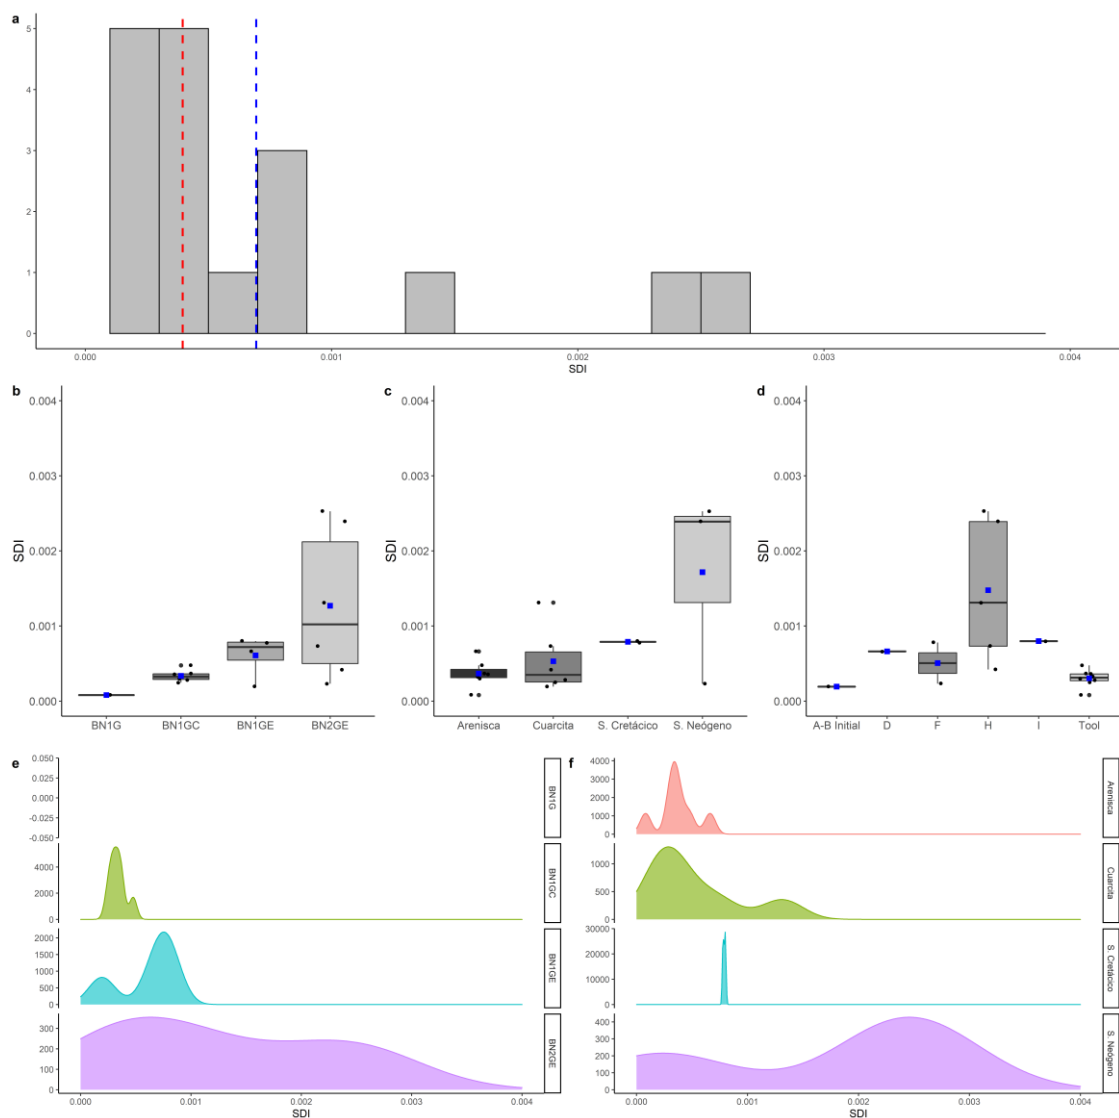 a
5
4
3
2
1
0
0.000 0.001 0.002 0.003 0.004
SDI
b
0.004
0.003
0.002
0.001
0.000
SDI
BN1G BN1GC BN1GE BN2GE
c
0.004
0.003
0.002
0.001
0.000
SDI
Arenisca Cuarcita S. Cretácico S. Neógeno
d
0.004
0.003
0.002
0.001
0.000
SDI
A-B Initial D F H I Tool
e
0.050
0.025
0.000
-0.025
-0.050
BN1G
4000
2000
0
BN1GC
2000
1500
1000
500
0
BN1GE
300
200
100
0
BN2GE
0.000 0.001 0.002 0.003 0.004
SDI
f
4000
3000
2000
1000
0
Arenisca
1000
500
0
Cuarcita
30000
20000
10000
0
S. Cretácico
400
300
200
100
0
S. Neógeno
0.000 0.001 0.002 0.003 0.004
SDI